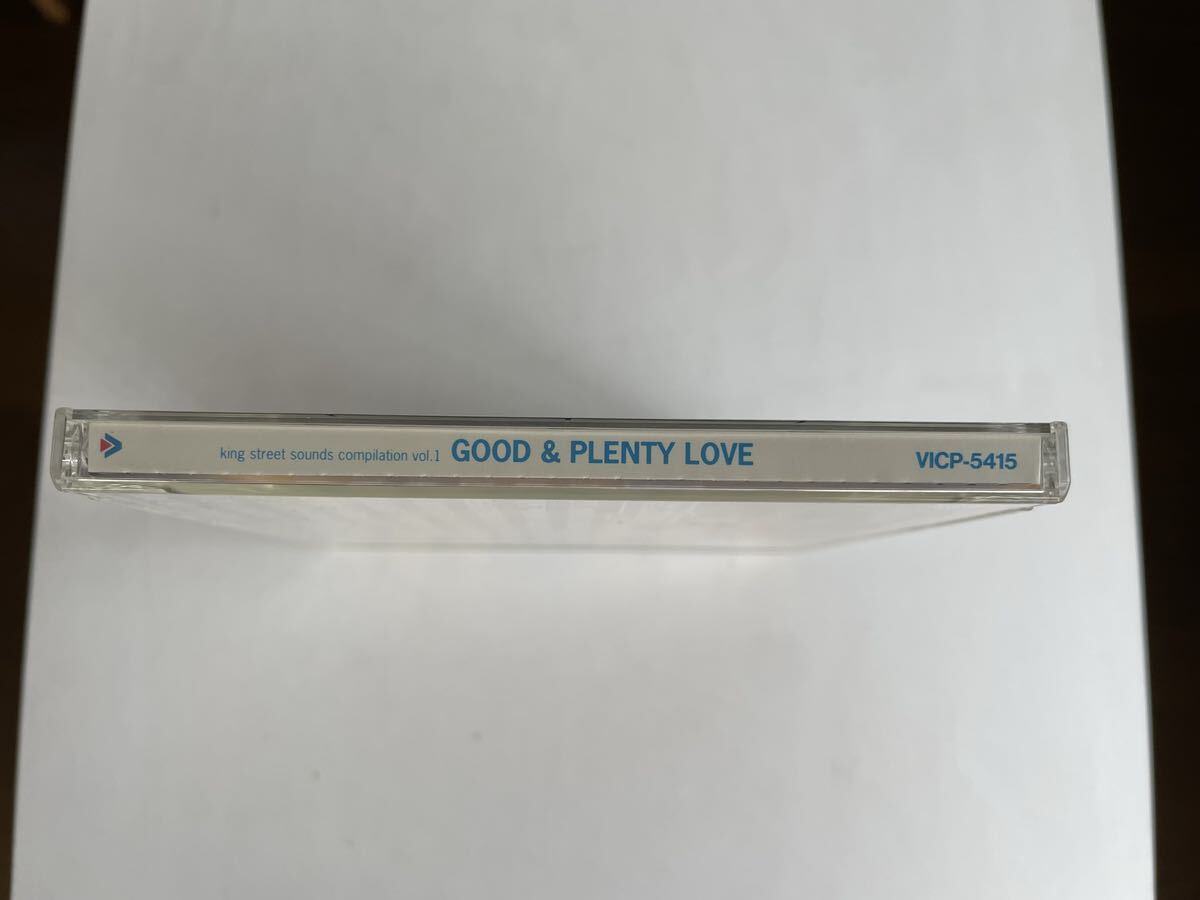 king street sounds compilation vol.1 GOOD & PLENTY LOVE VICP-5415